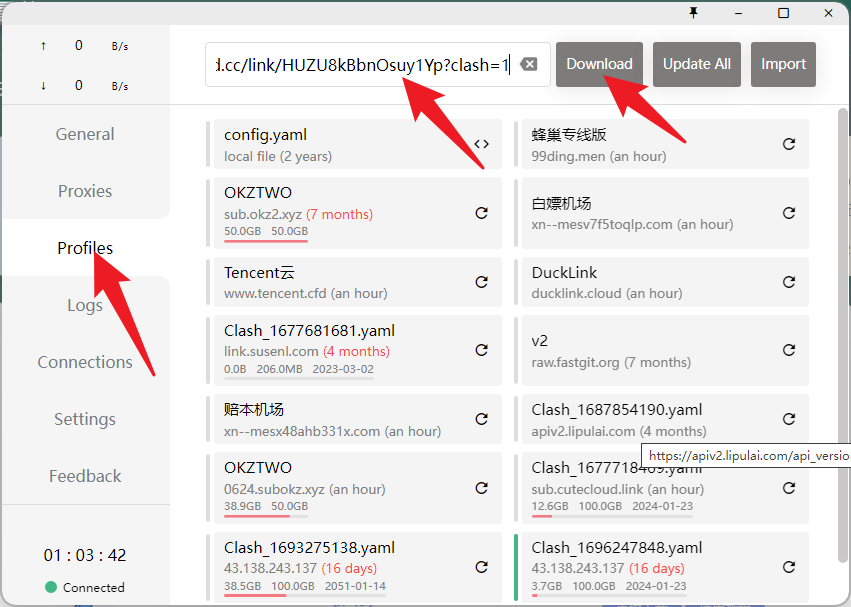 ↑ 0 B/s
↓ 0 B/s
General
Proxies
Profiles
Logs
Connections
Settings
Feedback
01 : 03 : 42
Connected
d.cc/link/HUZU8kBbnOsuy1Yp?clash=1
Download
Update All
Import
config.yaml
local file (2 years)
蜂巢专线版
99ding.men (an hour)
OKZTWO
sub.okz2.xyz (7 months)
50.0GB 50.0GB
白嫖机场
xn--mesv7f5toqlp.com (an hour)
Tencent云
www.tencent.cfd (an hour)
DuckLink
ducklink.cloud (an hour)
Clash_1677681681.yaml
link.susenl.com (4 months)
0.0B 206.0MB 2023-03-02
v2
raw.fastgit.org (7 months)
赔本机场
xn--mesx48ahb331x.com (an hour)
Clash_1687854190.yaml
apiv2.lipulai.com (4 months)
https://apiv2.lipulai.com/api_versio
OKZTWO
0624.subokz.xyz (an hour)
38.9GB 50.0GB
Clash_1677718469.yaml
sub.cutecloud.link (an hour)
12.6GB 100.0GB 2024-01-23
Clash_1693275138.yaml
43.138.243.137 (16 days)
38.5GB 100.0GB 2051-01-14
Clash_1696247848.yaml
43.138.243.137 (16 days)
3.7GB 100.0GB 2024-01-23